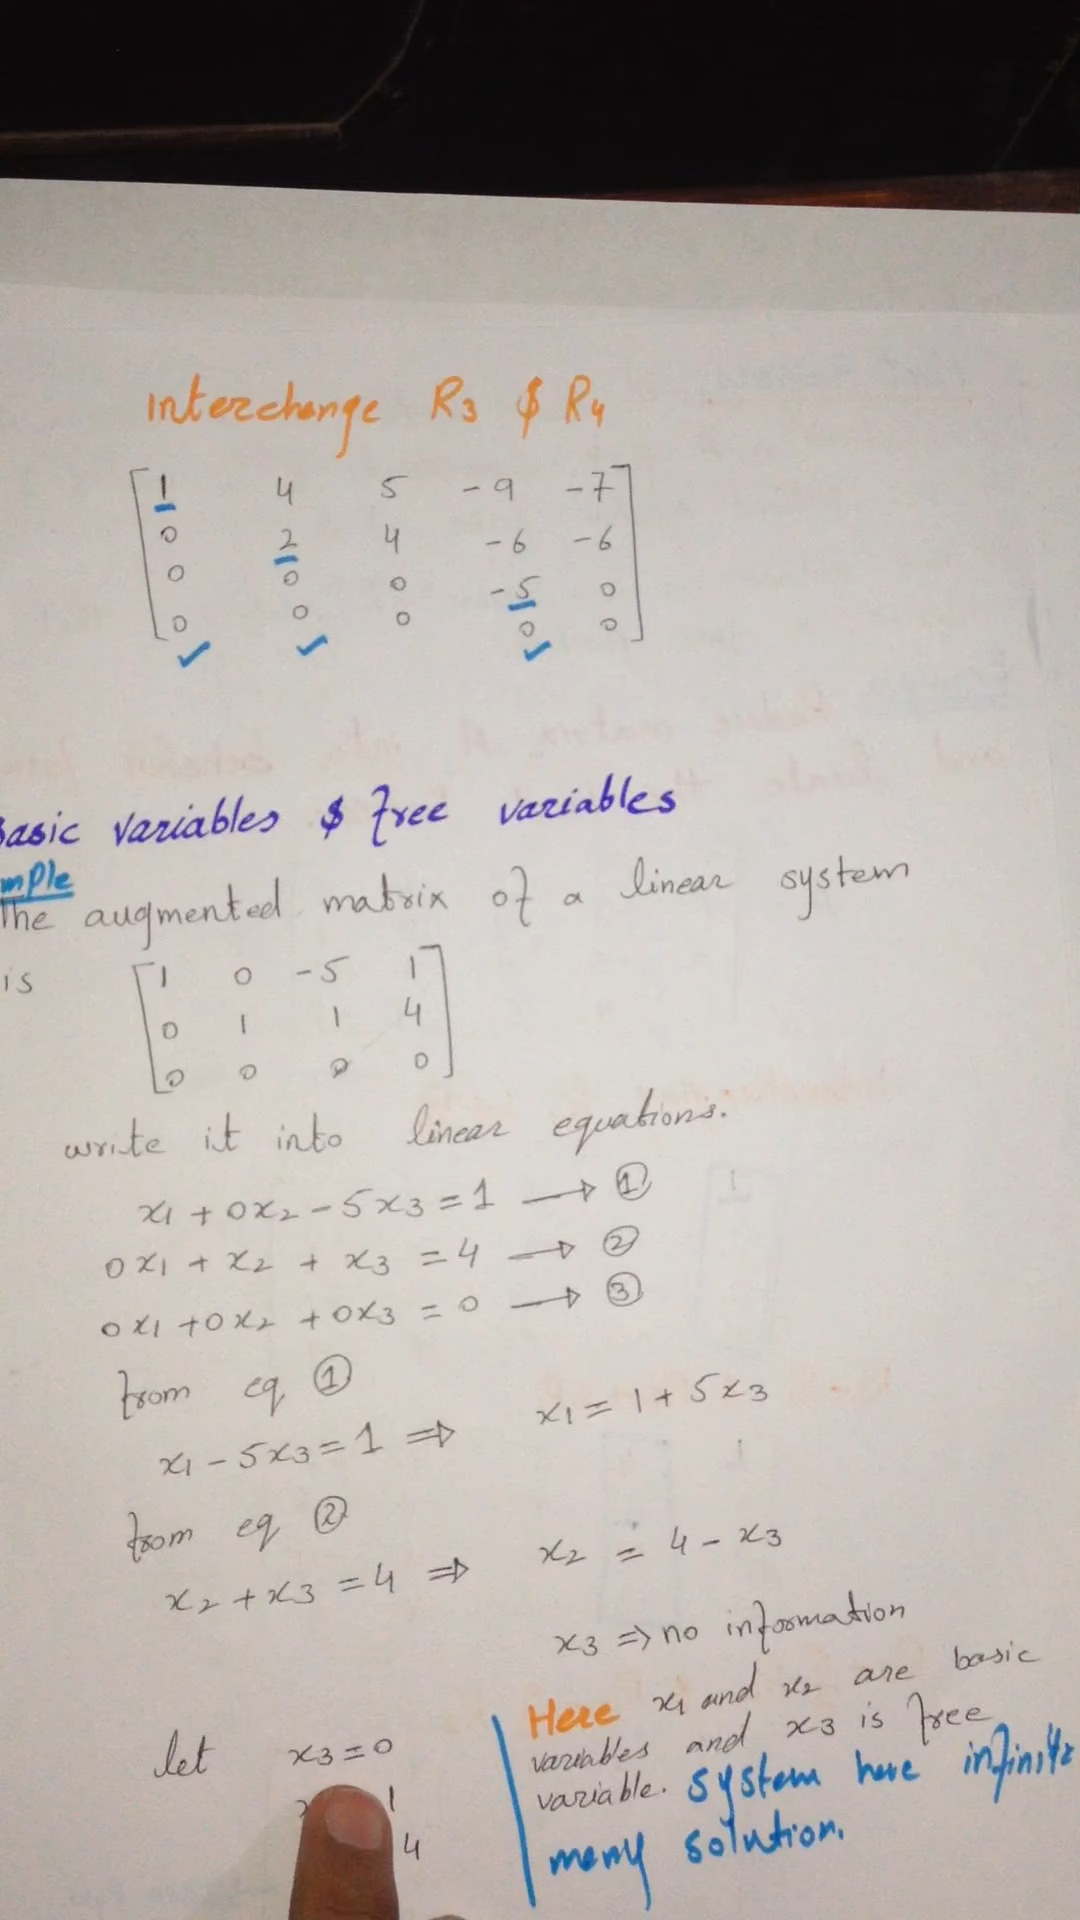 Interchange R3 $ R4
1 4 5 -9 -7
0 2 4 -6 -6
0 0 0 -5 0
0 0 0 0 0
Basic variables $ free variables
mple
The augmented matrix of a linear system
is
1 0 -5 1
0 1 1 4
0 0 0 0
write it into linear equations.
x1 + 0x2 - 5x3 = 1 → ①
0x1 + x2 + x3 = 4 → ②
0x1 + 0x2 + 0x3 = 0 → ③
from eq ①
x1 - 5x3 = 1 ⇒ x1 = 1 + 5x3
from eq ②
x2 + x3 = 4 ⇒ x2 = 4 - x3
x3 ⇒ no information
Here x1 and x2 are basic
variables and x3 is free
variable. system have infinite
many solution.
let x3 = 0
1
4